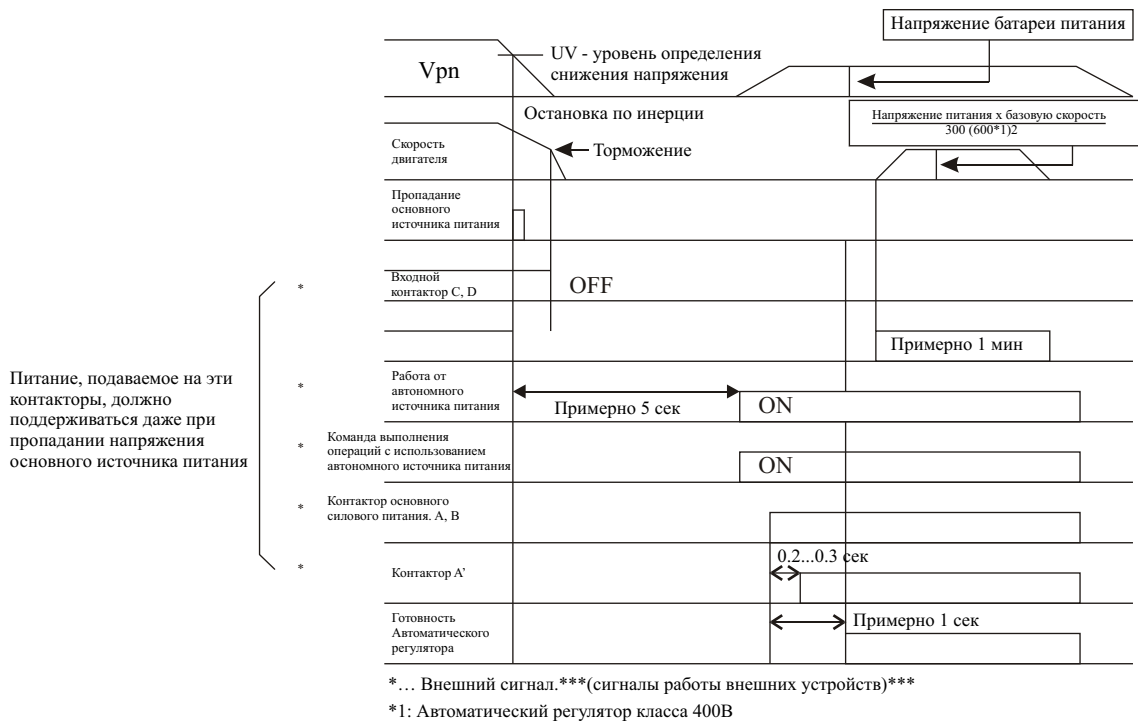 Напряжение батареи питания
Vpn
UV - уровень определения
снижения напряжения
Остановка по инерции
Напряжение питания x базовую скорость
300 (600*1)2
Скорость
двигателя
Торможение
Пропадание
основного
источника питания
* Входной
контактор C, D
OFF
Примерно 1 мин
Питание, подаваемое на эти
контакторы, должно
поддерживаться даже при
пропадании напряжения
основного источника питания
* Работа от
автономного
источника питания
Примерно 5 сек
ON
* Команда выполнения
операций с использованием
автономного источника питания
ON
* Контактор основного
силового питания. A, B
0.2...0.3 сек
* Контактор A'
Готовность
Автоматического
регулятора
Примерно 1 сек
*… Внешний сигнал.***(сигналы работы внешних устройств)***
*1: Автоматический регулятор класса 400В